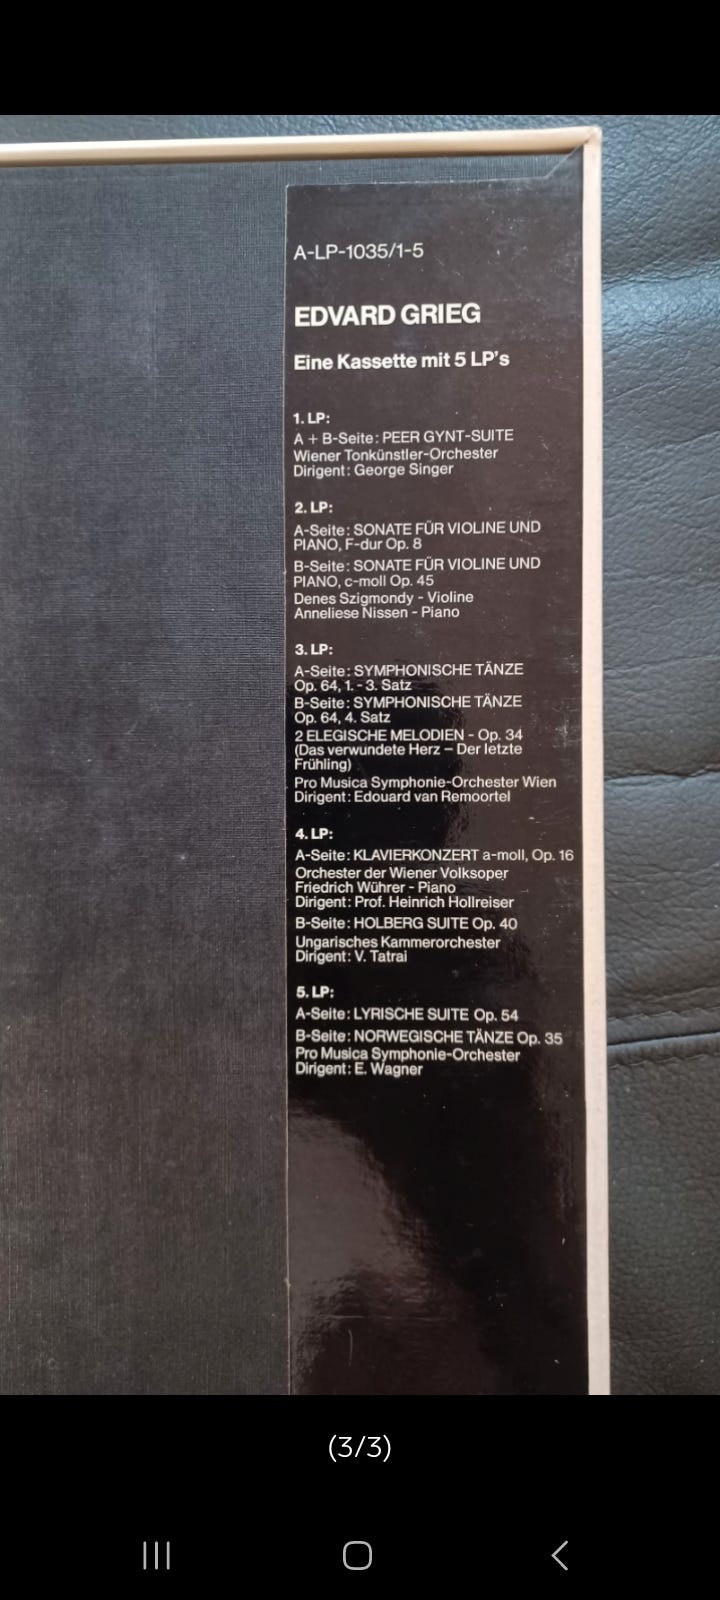 A-LP-1035/1-5
EDVARD GRIEG
Eine Kassette mit 5 LP's
1. LP:
A + B-Seite: PEER GYNT-SUITE
Wiener Tonkünstler-Orchester
Dirigent: George Singer
2. LP:
A-Seite: SONATE FÜR VIOLINE UND
PIANO, F-dur Op. 8
B-Seite: SONATE FÜR VIOLINE UND
PIANO, c-moll Op. 45
Denes Szigmondy - Violine
Anneliese Nissen - Piano
3. LP:
A-Seite: SYMPHONISCHE TÄNZE
Op. 64, 1. - 3. Satz
B-Seite: SYMPHONISCHE TÄNZE
Op. 64, 4. Satz
2 ELEGISCHE MELODIEN - Op. 34
(Das verwundete Herz – Der letzte
Frühling)
Pro Musica Symphonie-Orchester Wien
Dirigent: Edouard van Remoortel
4. LP:
A-Seite: KLAVIERKONZERT a-moll, Op. 16
Orchester der Wiener Volksoper
Friedrich Wührer - Piano
Dirigent: Prof. Heinrich Hollreiser
B-Seite: HOLBERG SUITE Op. 40
Ungarisches Kammerorchester
Dirigent: V. Tatrai
5. LP:
A-Seite: LYRISCHE SUITE Op. 54
B-Seite: NORWEGISCHE TÄNZE Op. 35
Pro Musica Symphonie-Orchester
Dirigent: E. Wagner
(3/3)